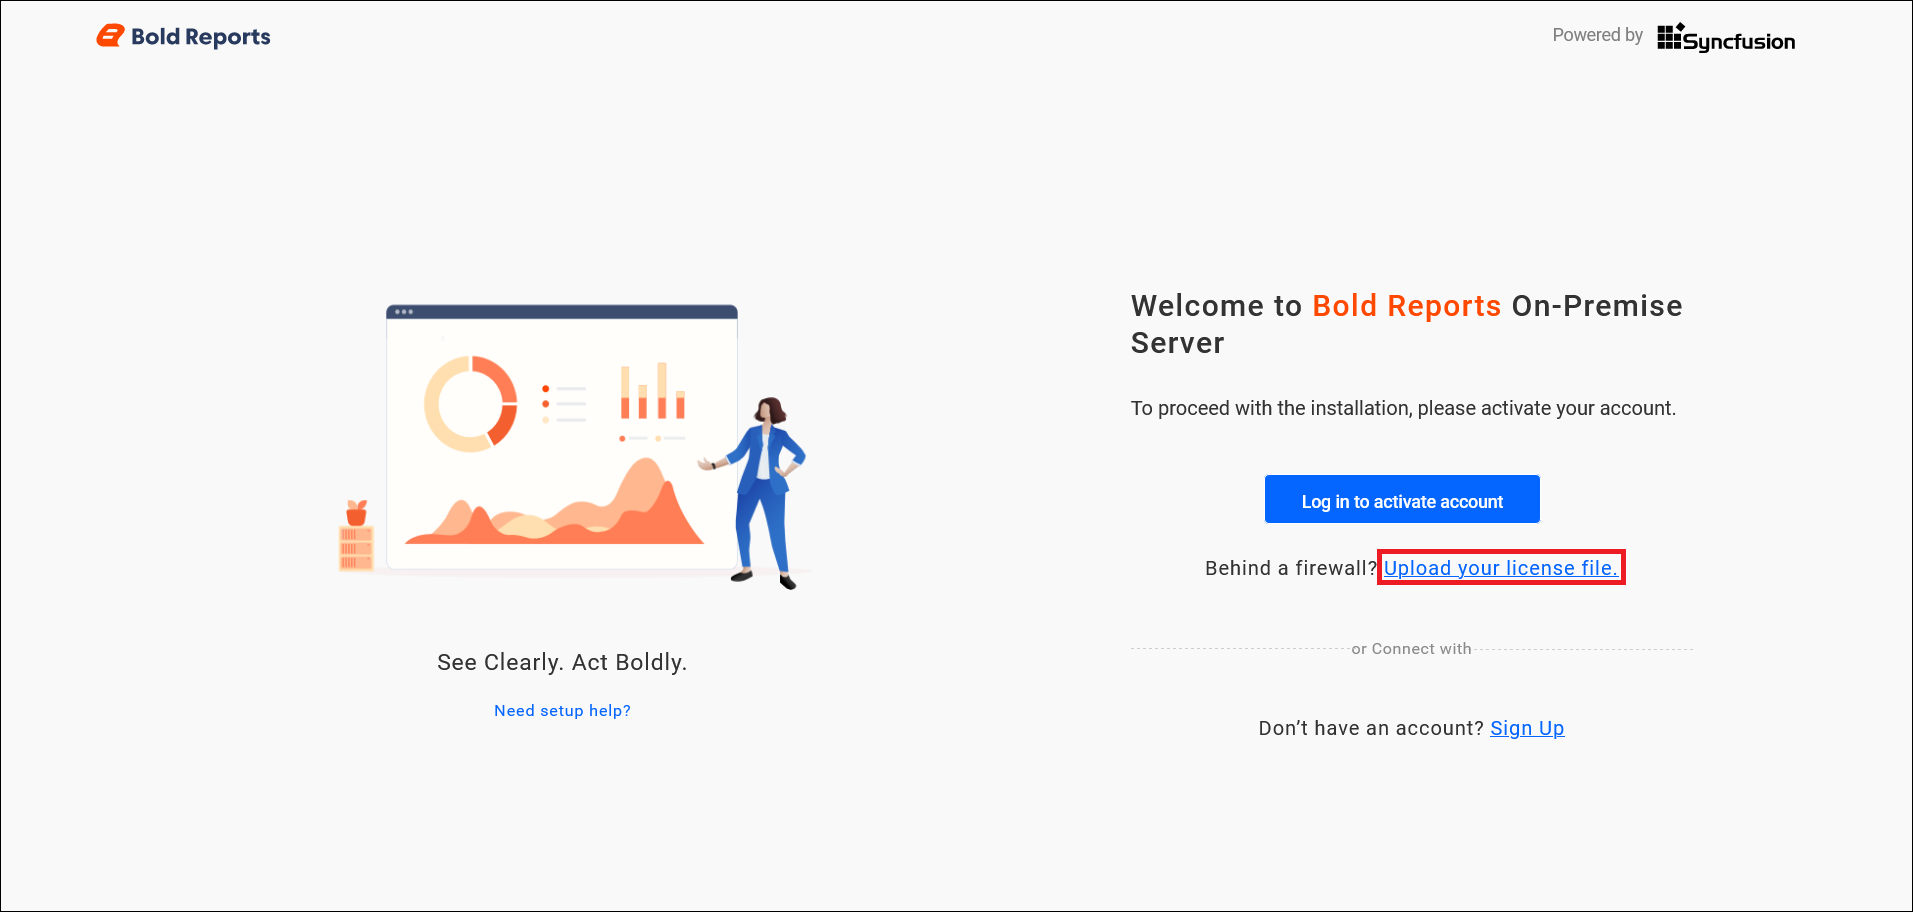 Bold Reports
Powered by Syncfusion
Welcome to Bold Reports On-Premise
Server
To proceed with the installation, please activate your account.
Log in to activate account
Behind a firewall? Upload your license file.
or Connect with
Don’t have an account? Sign Up
See Clearly. Act Boldly.
Need setup help?